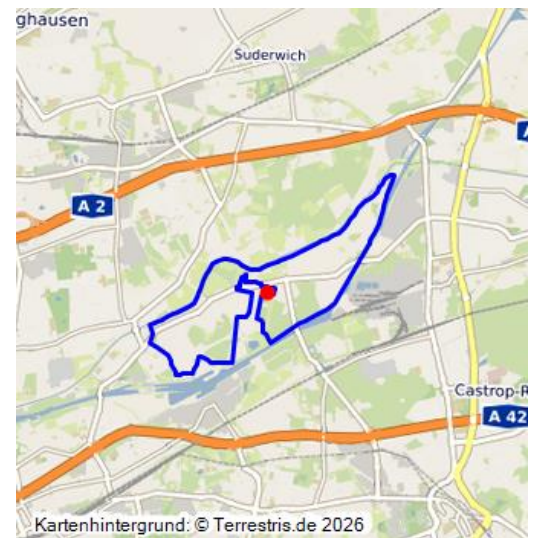 ghausen
Suderwich
A
A 2
Castrop-R
A 42
Kartenhintergrund: © Terrestris.de 2026